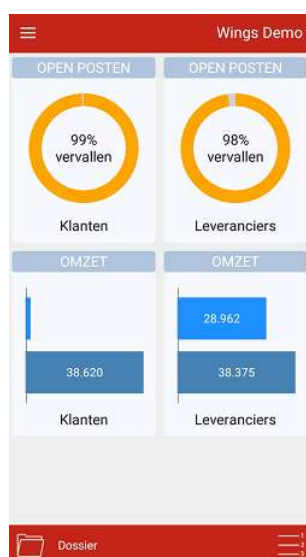 Wings Demo
OPEN POSTEN
99%
vervallen
Klanten
OPEN POSTEN
98%
vervallen
Leveranciers
OMZET
38.620
Klanten
OMZET
28.962
38.375
Leveranciers
Dossier